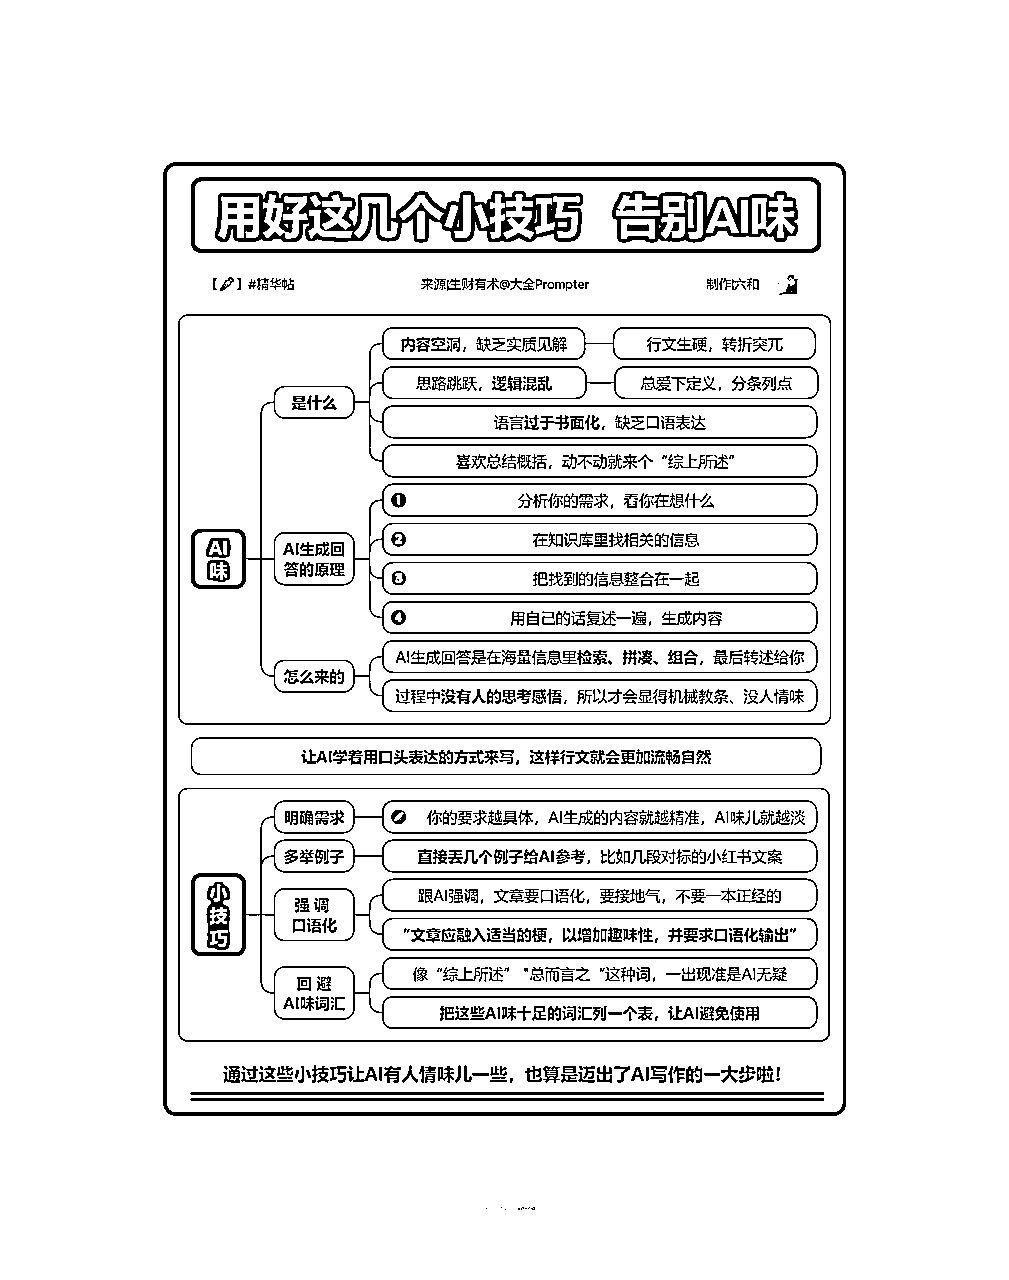 用好这几个小技巧 告别AI味
【🖊】#精华帖
来源|生财有术@大全Prompter
制作|六和
AI味
是什么
内容空洞，缺乏实质见解
行文生硬，转折突兀
思路跳跃，逻辑混乱
总爱下定义，分条列点
语言过于书面化，缺乏口语表达
喜欢总结概括，动不动就来个“综上所述”
AI生成回
答的原理
1 分析你的需求，看你在想什么
2 在知识库里找相关的信息
3 把找到的信息整合在一起
4 用自己的话复述一遍，生成内容
怎么来的
AI生成回答是在海量信息里检索、拼凑、组合，最后转述给你
过程中没有人的思考感悟，所以才会显得机械教条、没人情味
让AI学着用口头表达的方式来写，这样行文就会更加流畅自然
小技巧
明确需求
你的要求越具体，AI生成的内容就越精准，AI味儿就越淡
多举例子
直接丢几个例子给AI参考，比如几段对标的小红书文案
强 调
口语化
跟AI强调，文章要口语化，要接地气，不要一本正经的
“文章应融入适当的梗，以增加趣味性，并要求口语化输出”
回 避
AI味词汇
像“综上所述”“总而言之“这种词，一出现准是AI无疑
把这些AI味十足的词汇列一个表，让AI避免使用
通过这些小技巧让AI有人情味儿一些，也算是迈出了AI写作的一大步啦！